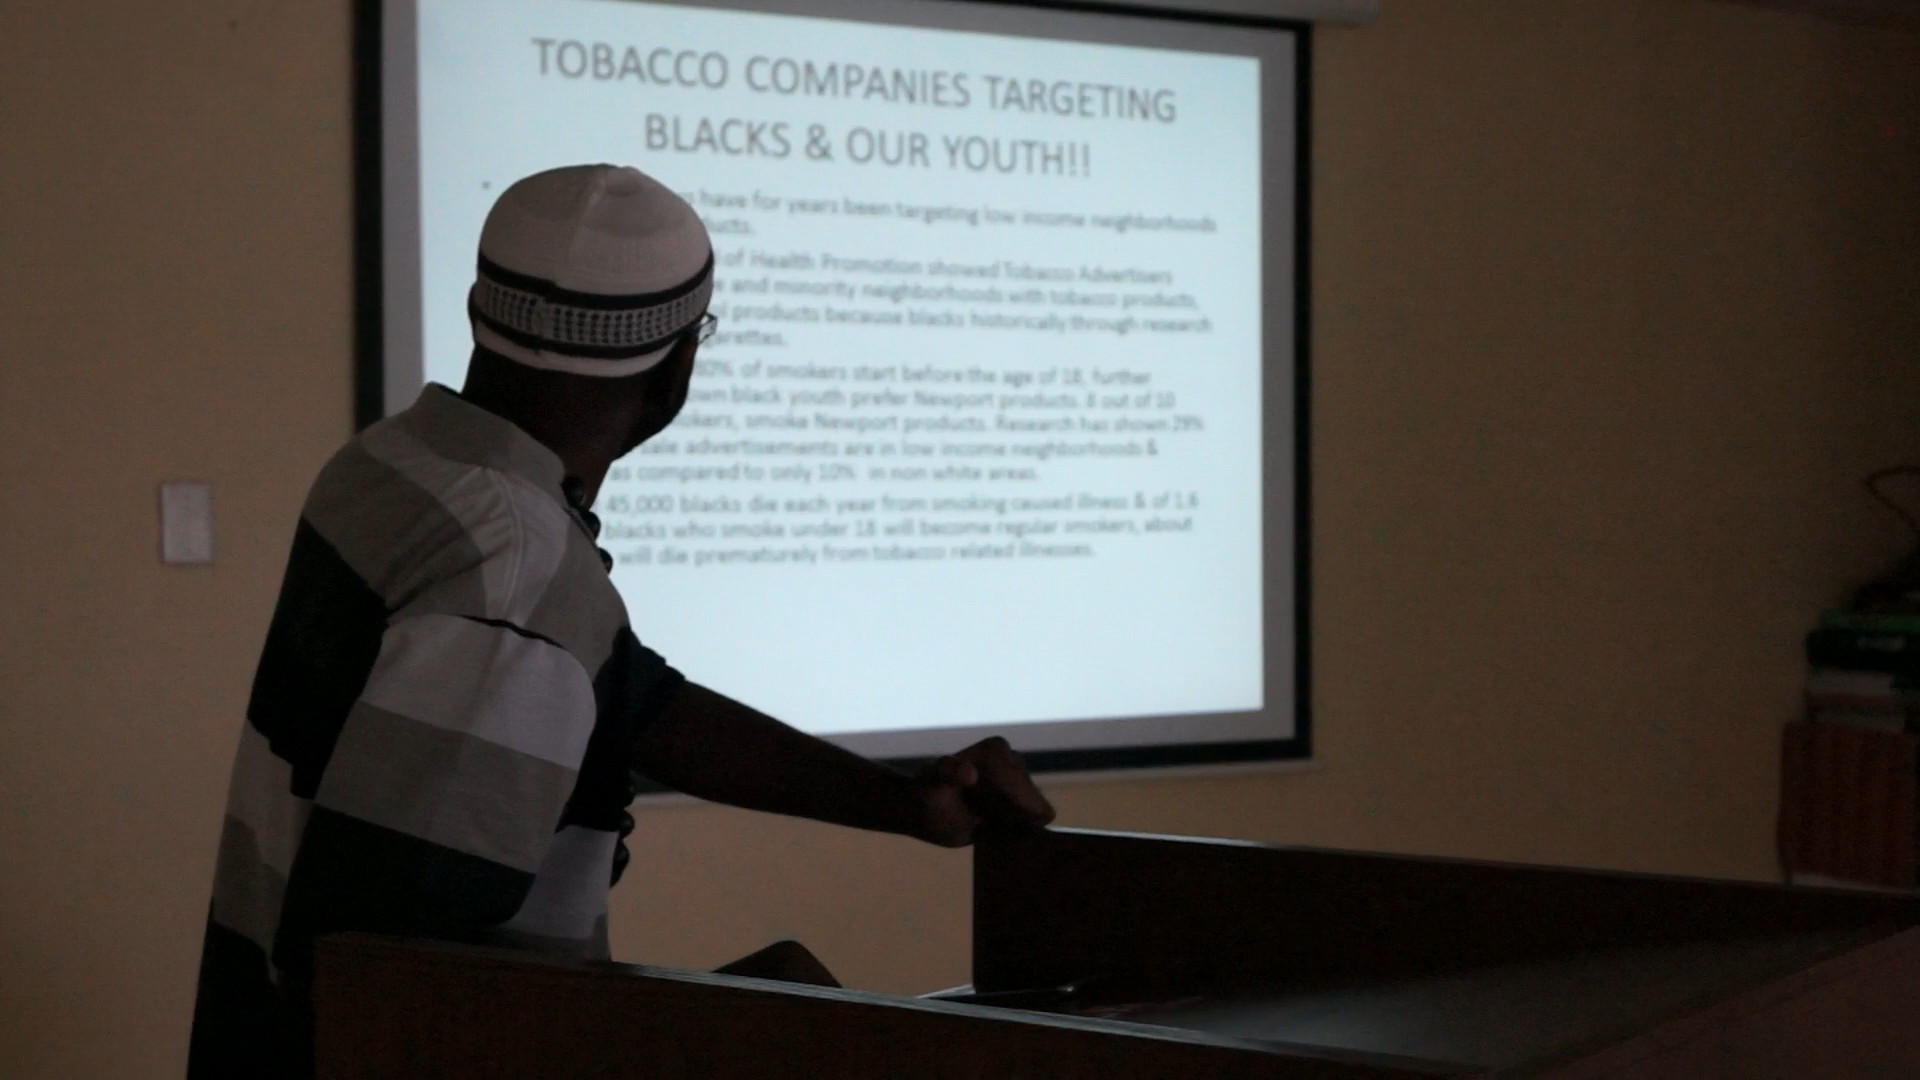 TOBACCO COMPANIES TARGETING
BLACKS & OUR YOUTH!!
have for years been targeting low income neighborhoods
of Health Promotion showed Tobacco Advertisers
and minority neighborhoods with tobacco products,
products because blacks historically through research
of smokers start before the age of 18, further
black youth prefer Newport products. 8 out of 10
smoke Newport products. Research has shown 29%
advertisements are in low income neighborhoods &
as compared to only 10% in non white areas.
45,000 blacks die each year from smoking caused illness & of 1.6
blacks who smoke under 18 will become regular smokers, about
will die prematurely from tobacco related illnesses.